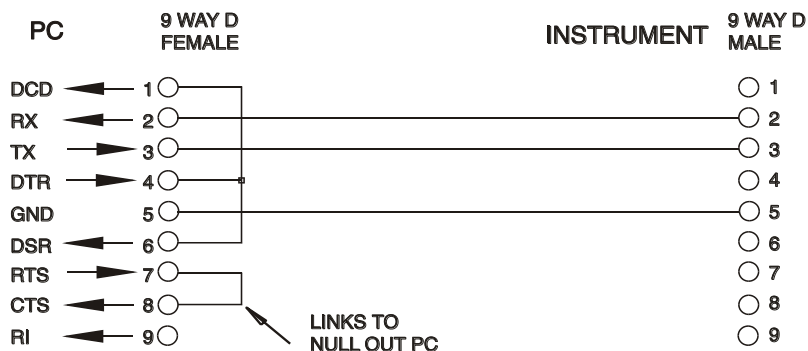 PC
9 WAY D
FEMALE
INSTRUMENT
9 WAY D
MALE
DCD 1 1
RX 2 2
TX 3 3
DTR 4 4
GND 5 5
DSR 6 6
RTS 7 7
CTS 8 8
RI 9 9
LINKS TO
NULL OUT PC